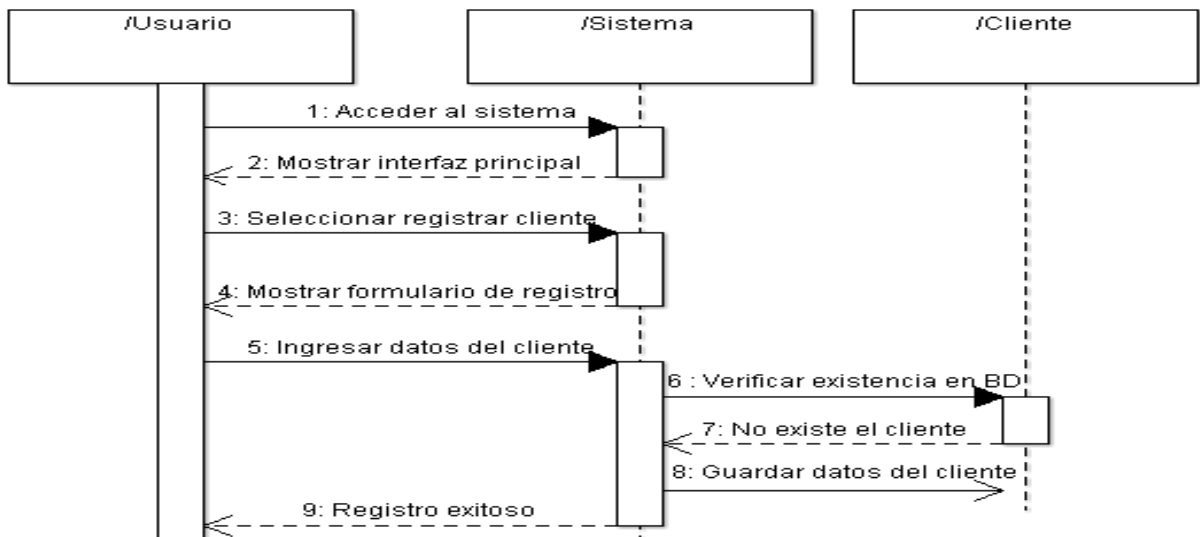 /Usuario
/Sistema
/Cliente
1: Acceder al sistema
2: Mostrar interfaz principal
3: Seleccionar registrar cliente
4: Mostrar formulario de registro
5: Ingresar datos del cliente
6 : Verificar existencia en BD
7: No existe el cliente
8: Guardar datos del cliente
9: Registro exitoso